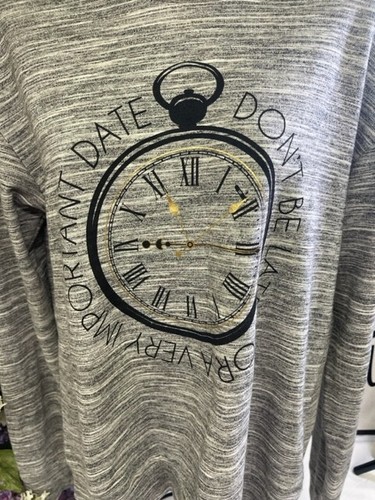 DON'T BE LATE FOR A VERY IMPORTANT DATE
XII
I
II
III
IIII
V
VI
VII
VIII
IX
X
XI